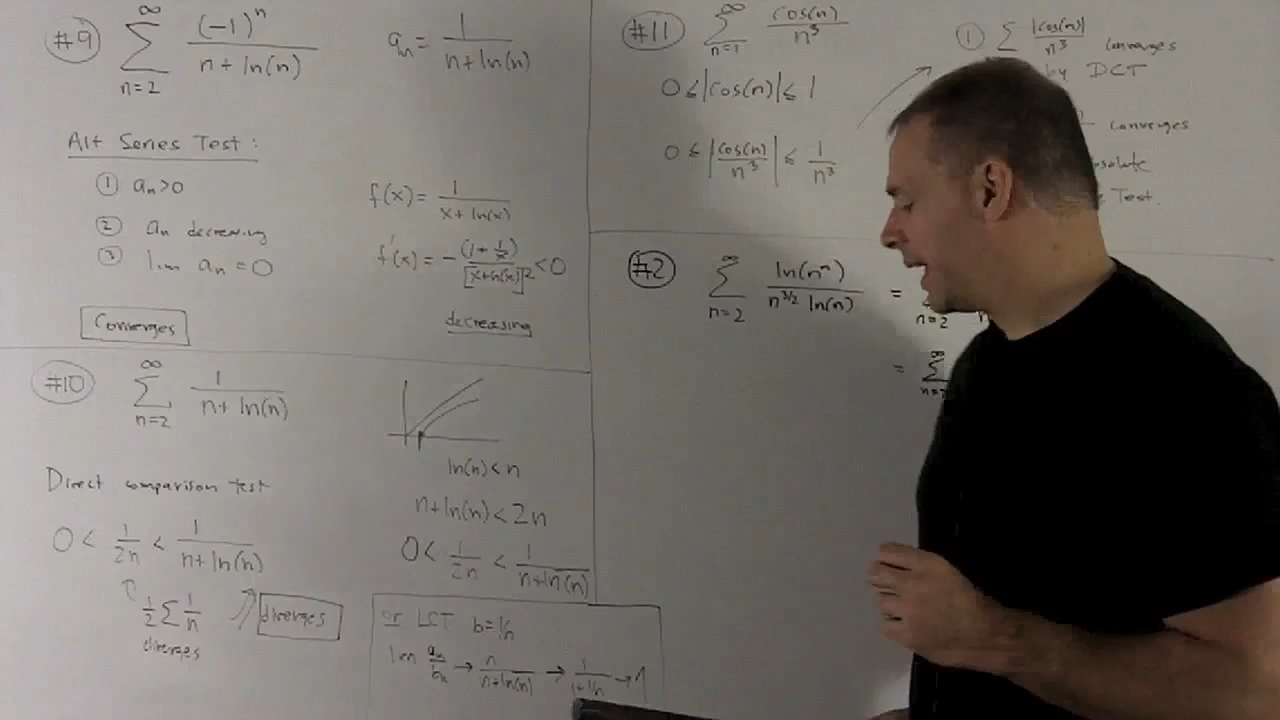 #9 ∑_{n=2}^{∞} (-1)^n / (n + ln(n))
a_n = 1 / (n + ln(n))
Alt Series Test:
① a_n > 0
② a_n decreasing
③ lim a_n = 0
Converges
f(x) = 1 / (x + ln(x))
f'(x) = - (1 + 1/x) / [x + ln(x)]^2 < 0
decreasing
#10 ∑_{n=2}^{∞} 1 / (n + ln(n))
Direct comparison test
0 < 1/2n < 1 / (n + ln(n))
1/2 ∑ 1/n
diverges
diverges
ln(n) < n
n + ln(n) < 2n
0 < 1/2n < 1 / (n + ln(n))
or LCT b = 1/n
lim a_n/b_n → n / (n + ln(n)) → 1 / (1 + 1/n) → 1
#11 ∑_{n=1}^{∞} cos(n) / n^3
0 ≤ |cos(n)| ≤ 1
0 ≤ |cos(n) / n^3| ≤ 1/n^3
① ∑ |cos(n)| / n^3 converges
by DCT
converges
Test.
#2 ∑_{n=2}^{∞} ln(n^n) / (n^{3/2} ln(n)) =
n=2
= ∑^{∞}